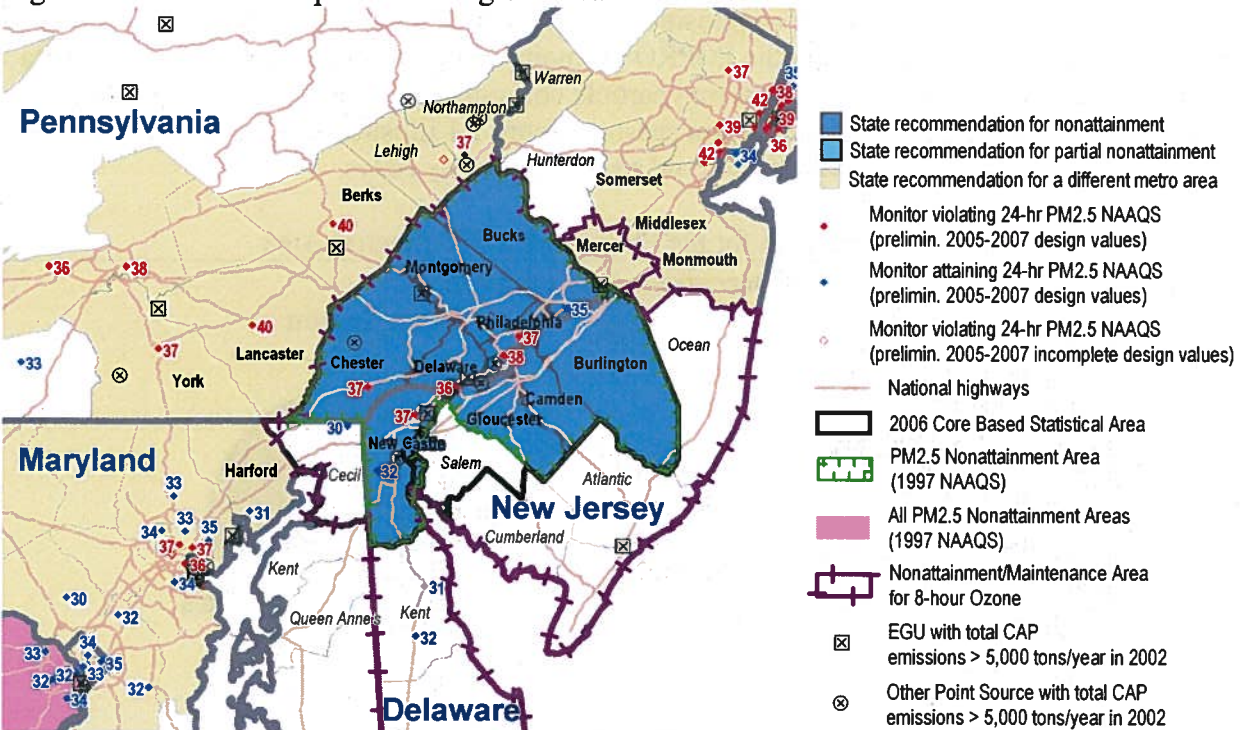 Pennsylvania
Maryland
New Jersey
Delaware
Warren
Northampton
Lehigh
Hunterdon
Somerset
Berks
Middlesex
Mercer
Monmouth
Bucks
Montgomery
Philadelphia
Ocean
Lancaster
Chester
Delaware
Burlington
York
Camden
Gloucester
New Castle
Harford
Cecil
Salem
Atlantic
Cumberland
Kent
Queen Anne's
Kent
37
35
42
38
39
39
36
42
34
37
40
36
38
40
37
33
35
37
38
37
36
37
30
32
33
33
34
35
31
37
37
36
34
30
32
34
33
35
32
32
33
32
34
31
32
State recommendation for nonattainment
State recommendation for partial nonattainment
State recommendation for a different metro area
Monitor violating 24-hr PM2.5 NAAQS
(prelimin. 2005-2007 design values)
Monitor attaining 24-hr PM2.5 NAAQS
(prelimin. 2005-2007 design values)
Monitor violating 24-hr PM2.5 NAAQS
(prelimin. 2005-2007 incomplete design values)
National highways
2006 Core Based Statistical Area
PM2.5 Nonattainment Area
(1997 NAAQS)
All PM2.5 Nonattainment Areas
(1997 NAAQS)
Nonattainment/Maintenance Area
for 8-hour Ozone
EGU with total CAP
emissions > 5,000 tons/year in 2002
Other Point Source with total CAP
emissions > 5,000 tons/year in 2002